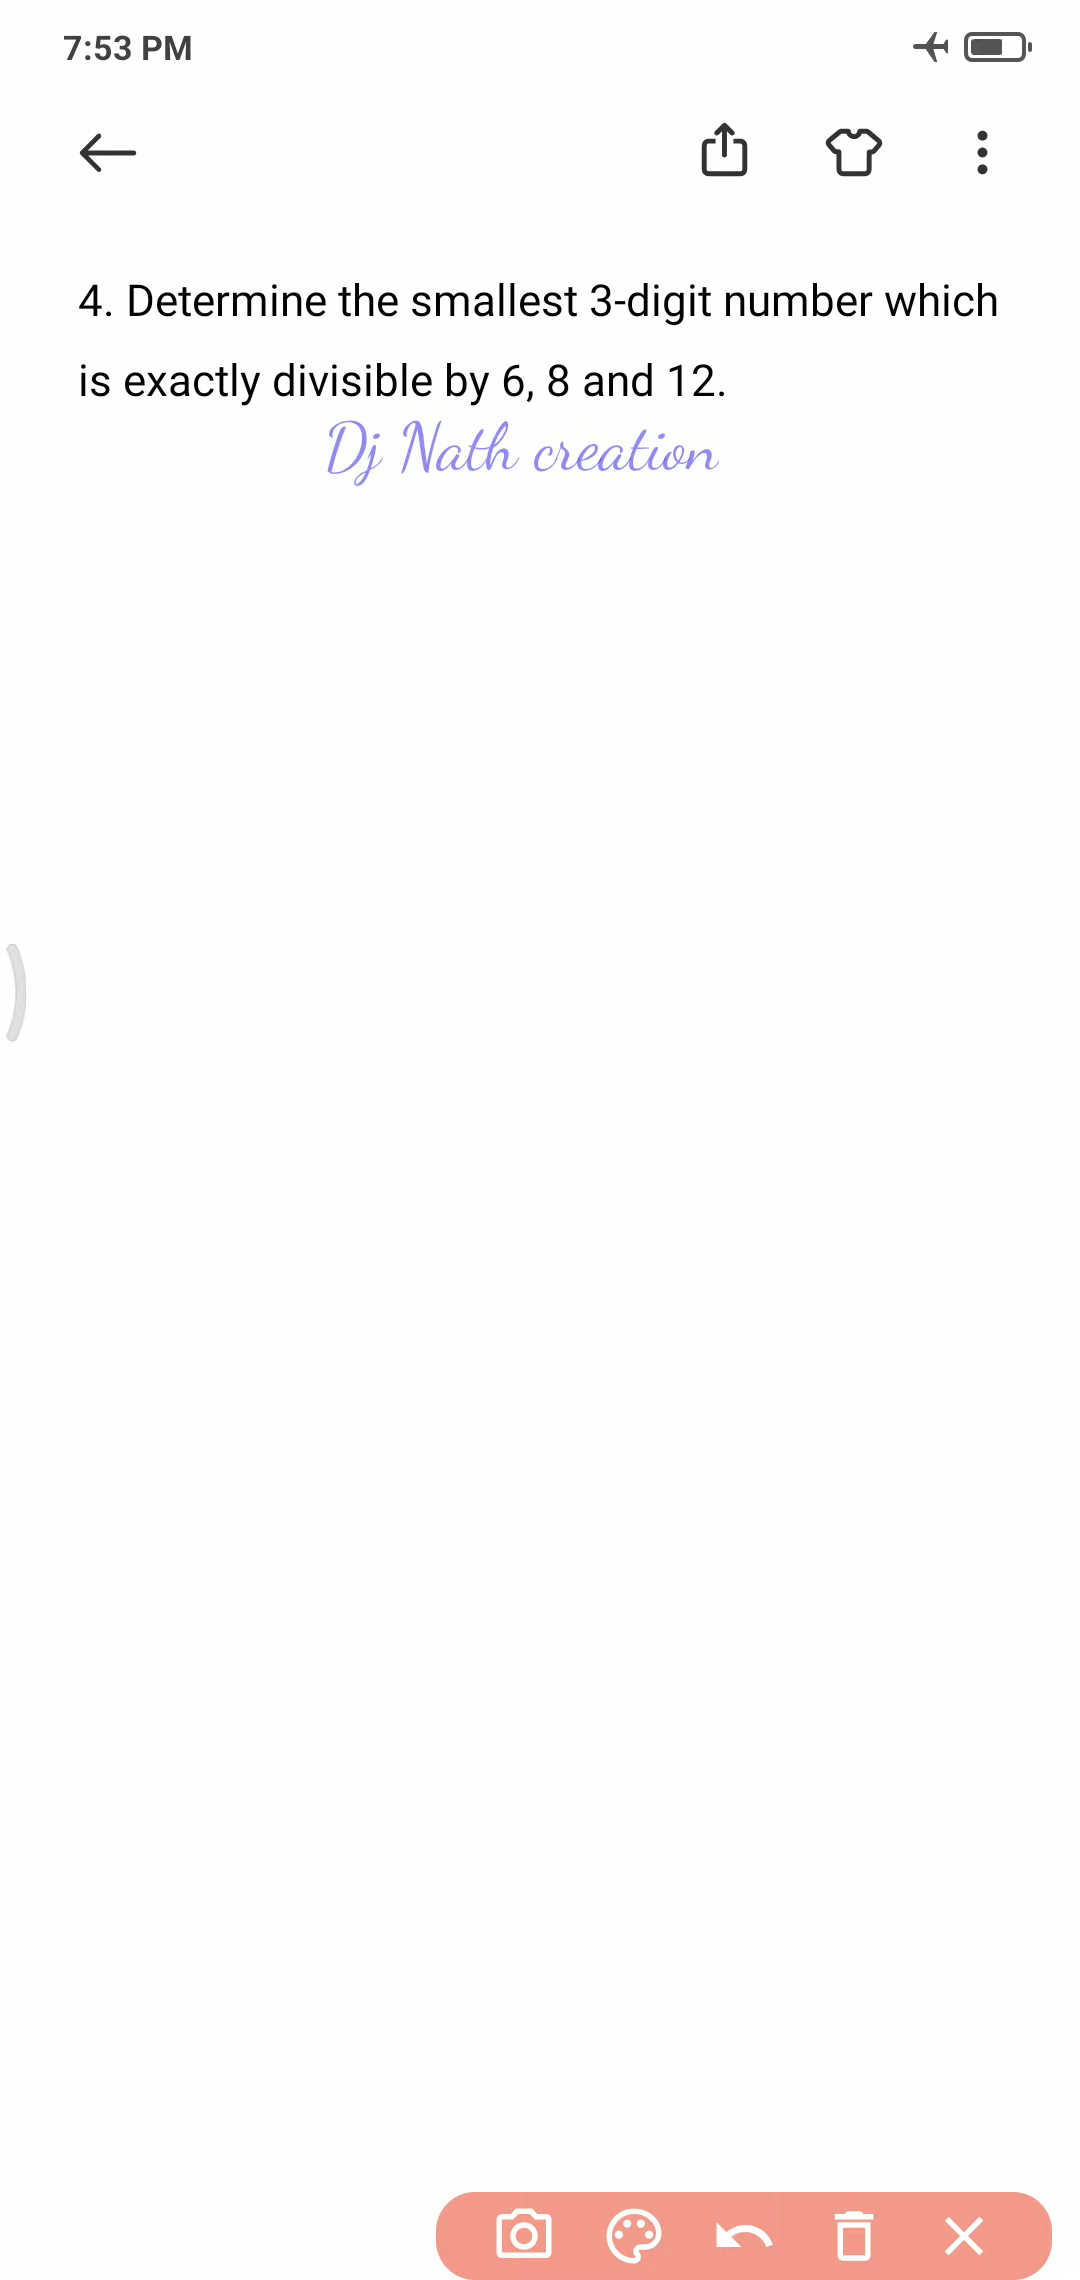 7:53 PM
4. Determine the smallest 3-digit number which
is exactly divisible by 6, 8 and 12.
Dj Nath creation